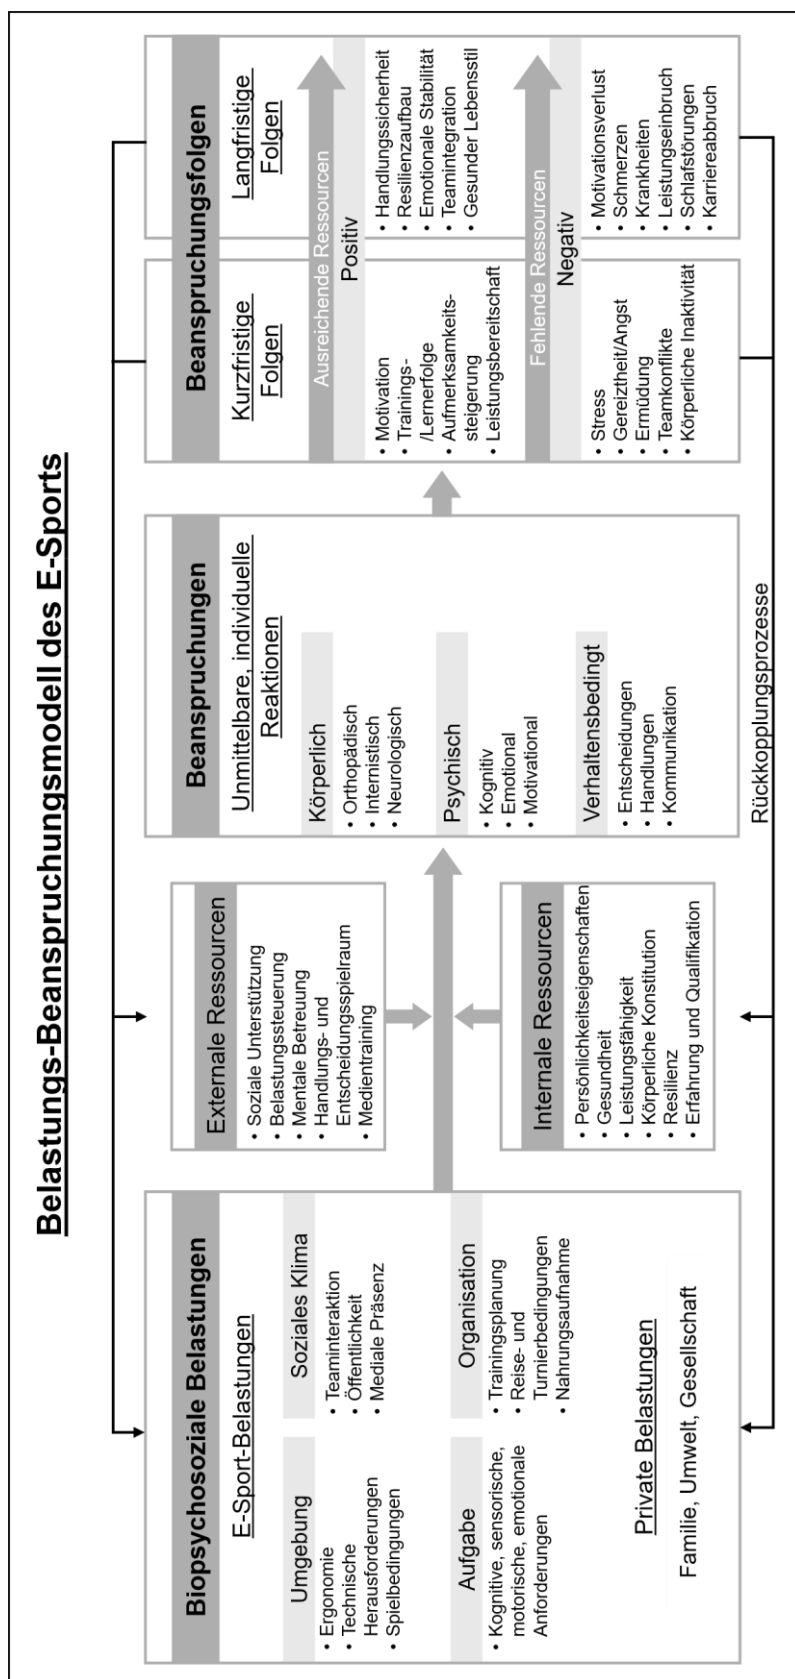 Belastungs-Beanspruchungsmodell des E-Sports
Biopsychosoziale Belastungen
E-Sport-Belastungen
Umgebung
• Ergonomie
• Technische
Herausforderungen
• Spielbedingungen
Soziales Klima
• Teaminteraktion
• Öffentlichkeit
• Mediale Präsenz
Aufgabe
• Kognitive, sensorische,
motorische, emotionale
Anforderungen
Organisation
• Trainingsplanung
• Reise- und
Turnierbedingungen
• Nahrungsaufnahme
Private Belastungen
Familie, Umwelt, Gesellschaft
Externale Ressourcen
• Soziale Unterstützung
• Belastungssteuerung
• Mentale Betreuung
• Handlungs- und
Entscheidungsspielraum
• Medientraining
Internale Ressourcen
• Persönlichkeitseigenschaften
• Gesundheit
• Leistungsfähigkeit
• Körperliche Konstitution
• Resilienz
• Erfahrung und Qualifikation
Beanspruchungen
Unmittelbare, individuelle
Reaktionen
Körperlich
• Orthopädisch
• Internistisch
• Neurologisch
Psychisch
• Kognitiv
• Emotional
• Motivational
Verhaltensbedingt
• Entscheidungen
• Handlungen
• Kommunikation
Beanspruchungsfolgen
Kurzfristige
Folgen
Langfristige
Folgen
Ausreichende Ressourcen
Positiv
• Motivation
• Trainings-
/Lernerfolge
• Aufmerksamkeits-
steigerung
• Leistungsbereitschaft
• Handlungssicherheit
• Resilienzaufbau
• Emotionale Stabilität
• Teamintegration
• Gesunder Lebensstil
Fehlende Ressourcen
Negativ
• Stress
• Gereiztheit/Angst
• Ermüdung
• Teamkonflikte
• Körperliche Inaktivität
• Motivationsverlust
• Schmerzen
• Krankheiten
• Leistungseinbruch
• Schlafstörungen
• Karriereabbruch
Rückkopplungsprozesse